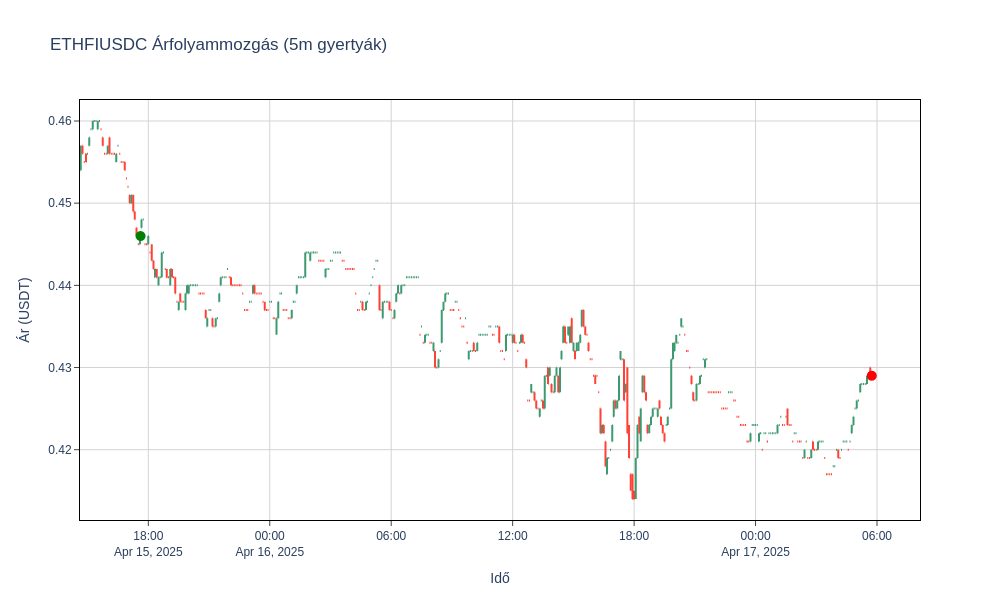 ETHFIUSDC Árfolyammozgás (5m gyertyák)
0.46
0.45
0.44
0.43
0.42
Ár (USDT)
18:00
Apr 15, 2025
00:00
Apr 16, 2025
06:00
12:00
18:00
00:00
Apr 17, 2025
06:00
Idő